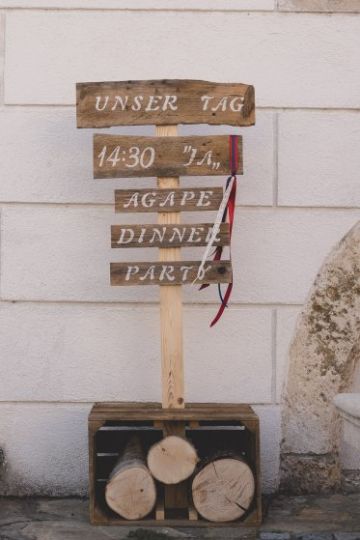 UNSER TAG
14:30 "JA„
AGAPE
DINNER
PARTY